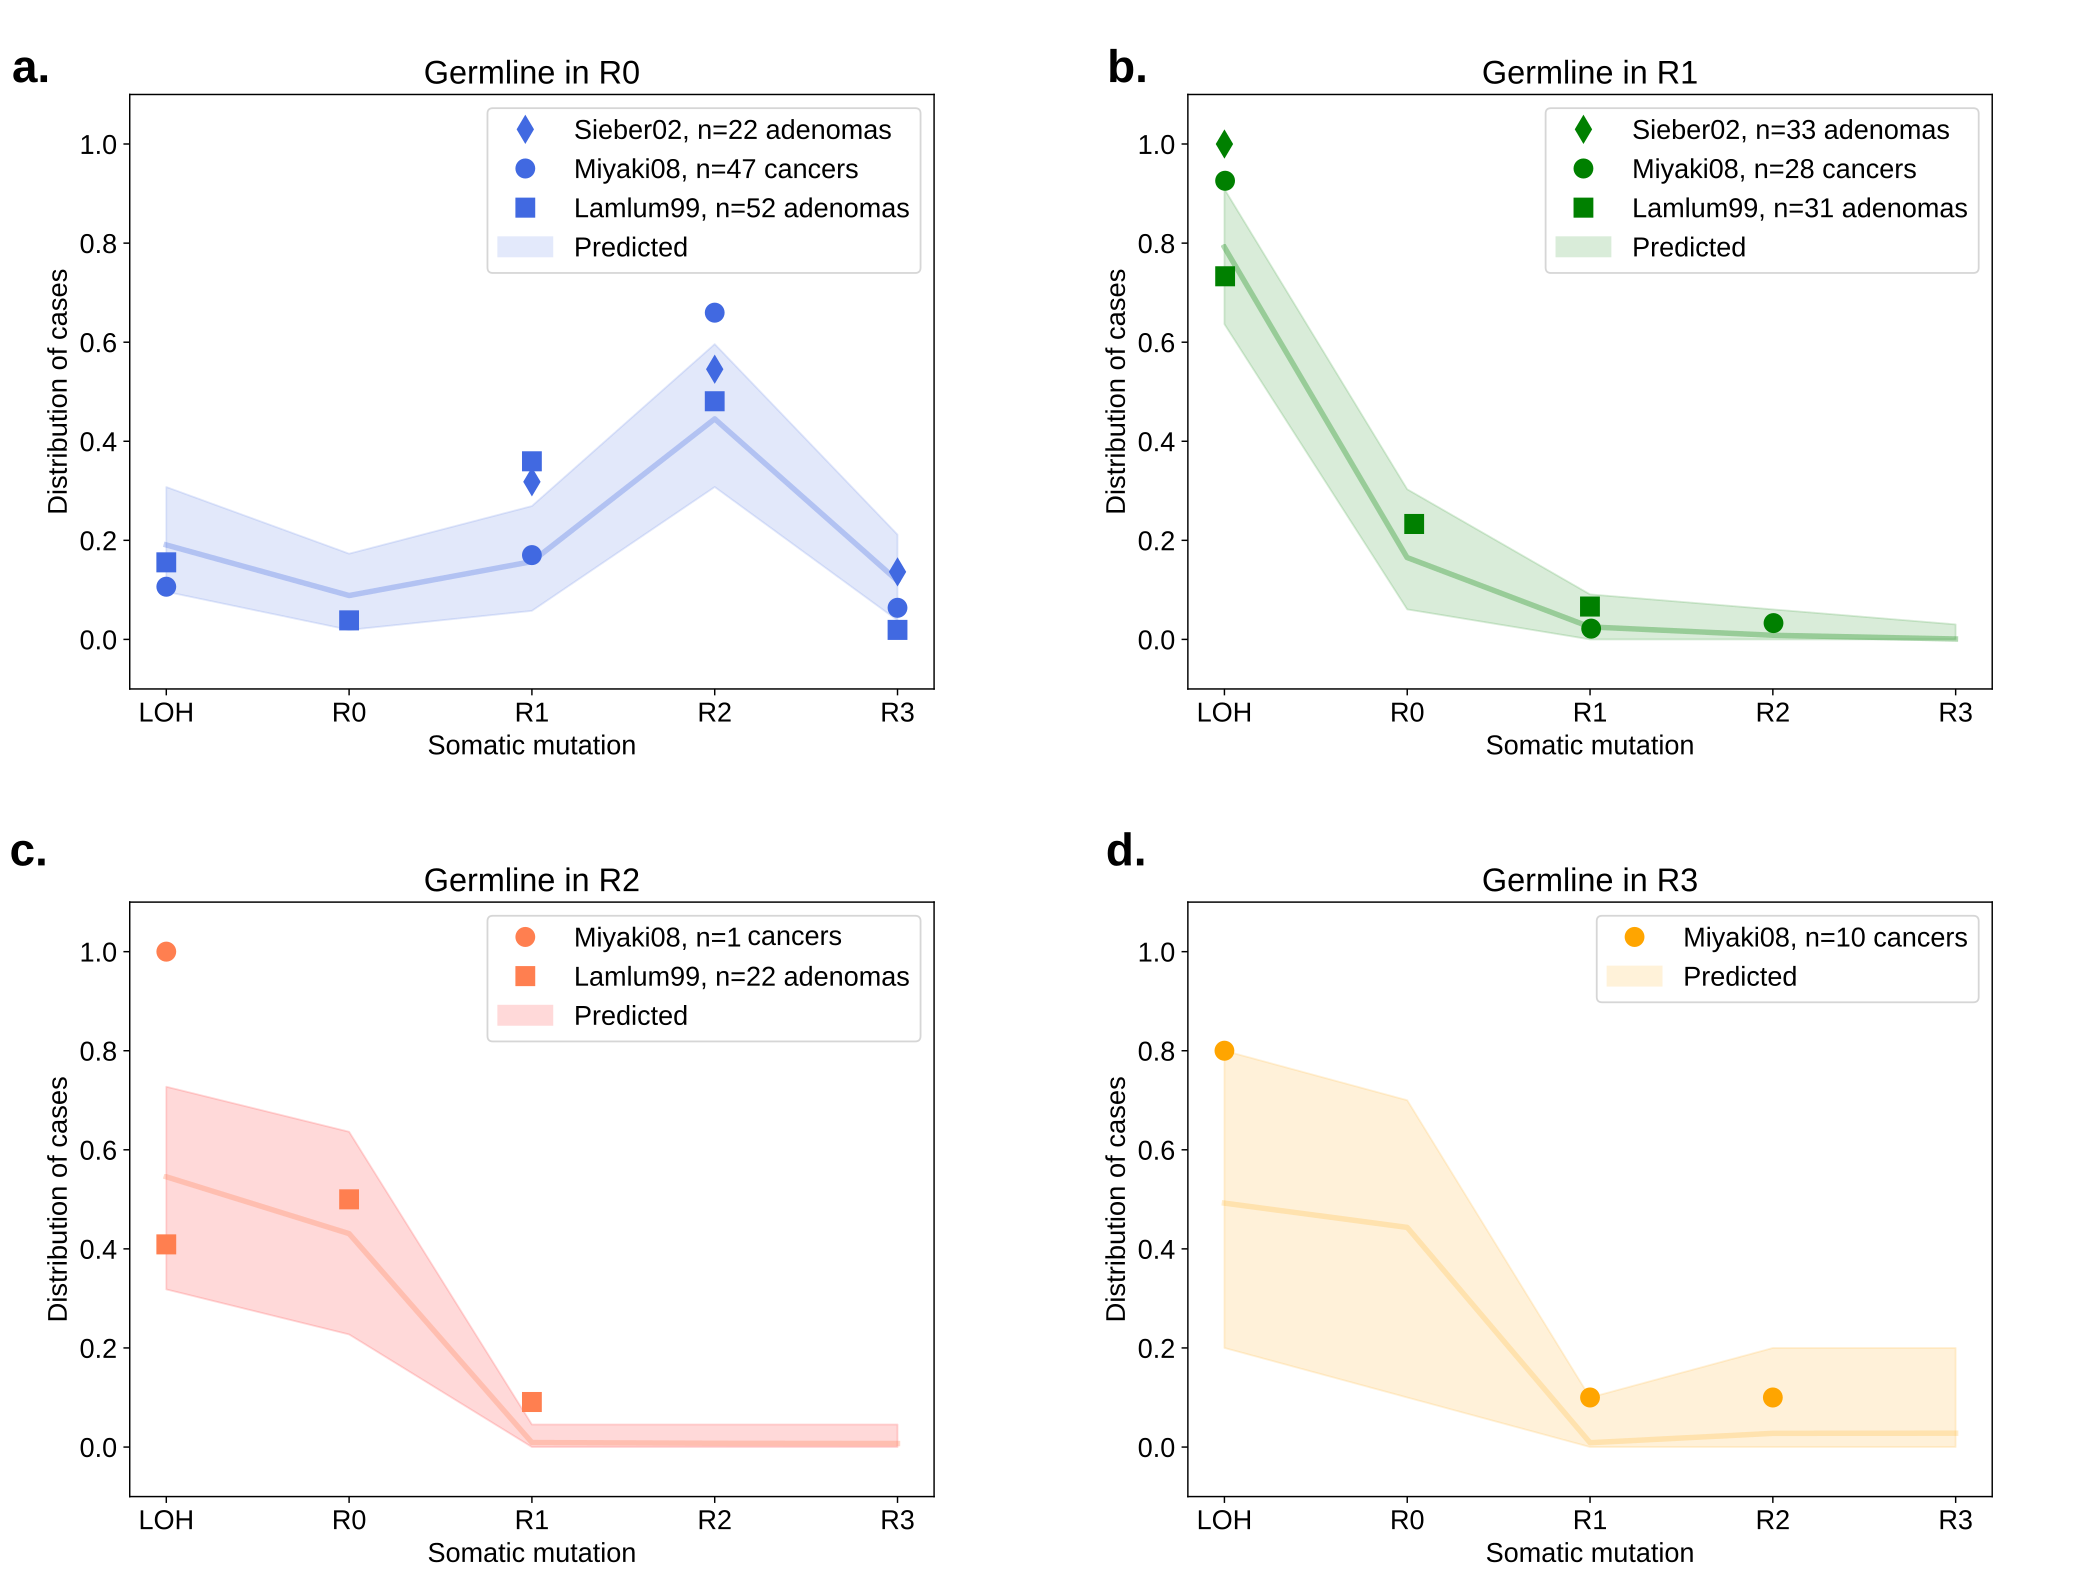 a.
Germline in R0
Sieber02, n=22 adenomas
Miyaki08, n=47 cancers
Lamlum99, n=52 adenomas
Predicted
1.0
0.8
0.6
0.4
0.2
0.0
Distribution of cases
LOH R0 R1 R2 R3
Somatic mutation
b.
Germline in R1
Sieber02, n=33 adenomas
Miyaki08, n=28 cancers
Lamlum99, n=31 adenomas
Predicted
1.0
0.8
0.6
0.4
0.2
0.0
Distribution of cases
LOH R0 R1 R2 R3
Somatic mutation
c.
Germline in R2
Miyaki08, n=1 cancers
Lamlum99, n=22 adenomas
Predicted
1.0
0.8
0.6
0.4
0.2
0.0
Distribution of cases
LOH R0 R1 R2 R3
Somatic mutation
d.
Germline in R3
Miyaki08, n=10 cancers
Predicted
1.0
0.8
0.6
0.4
0.2
0.0
Distribution of cases
LOH R0 R1 R2 R3
Somatic mutation